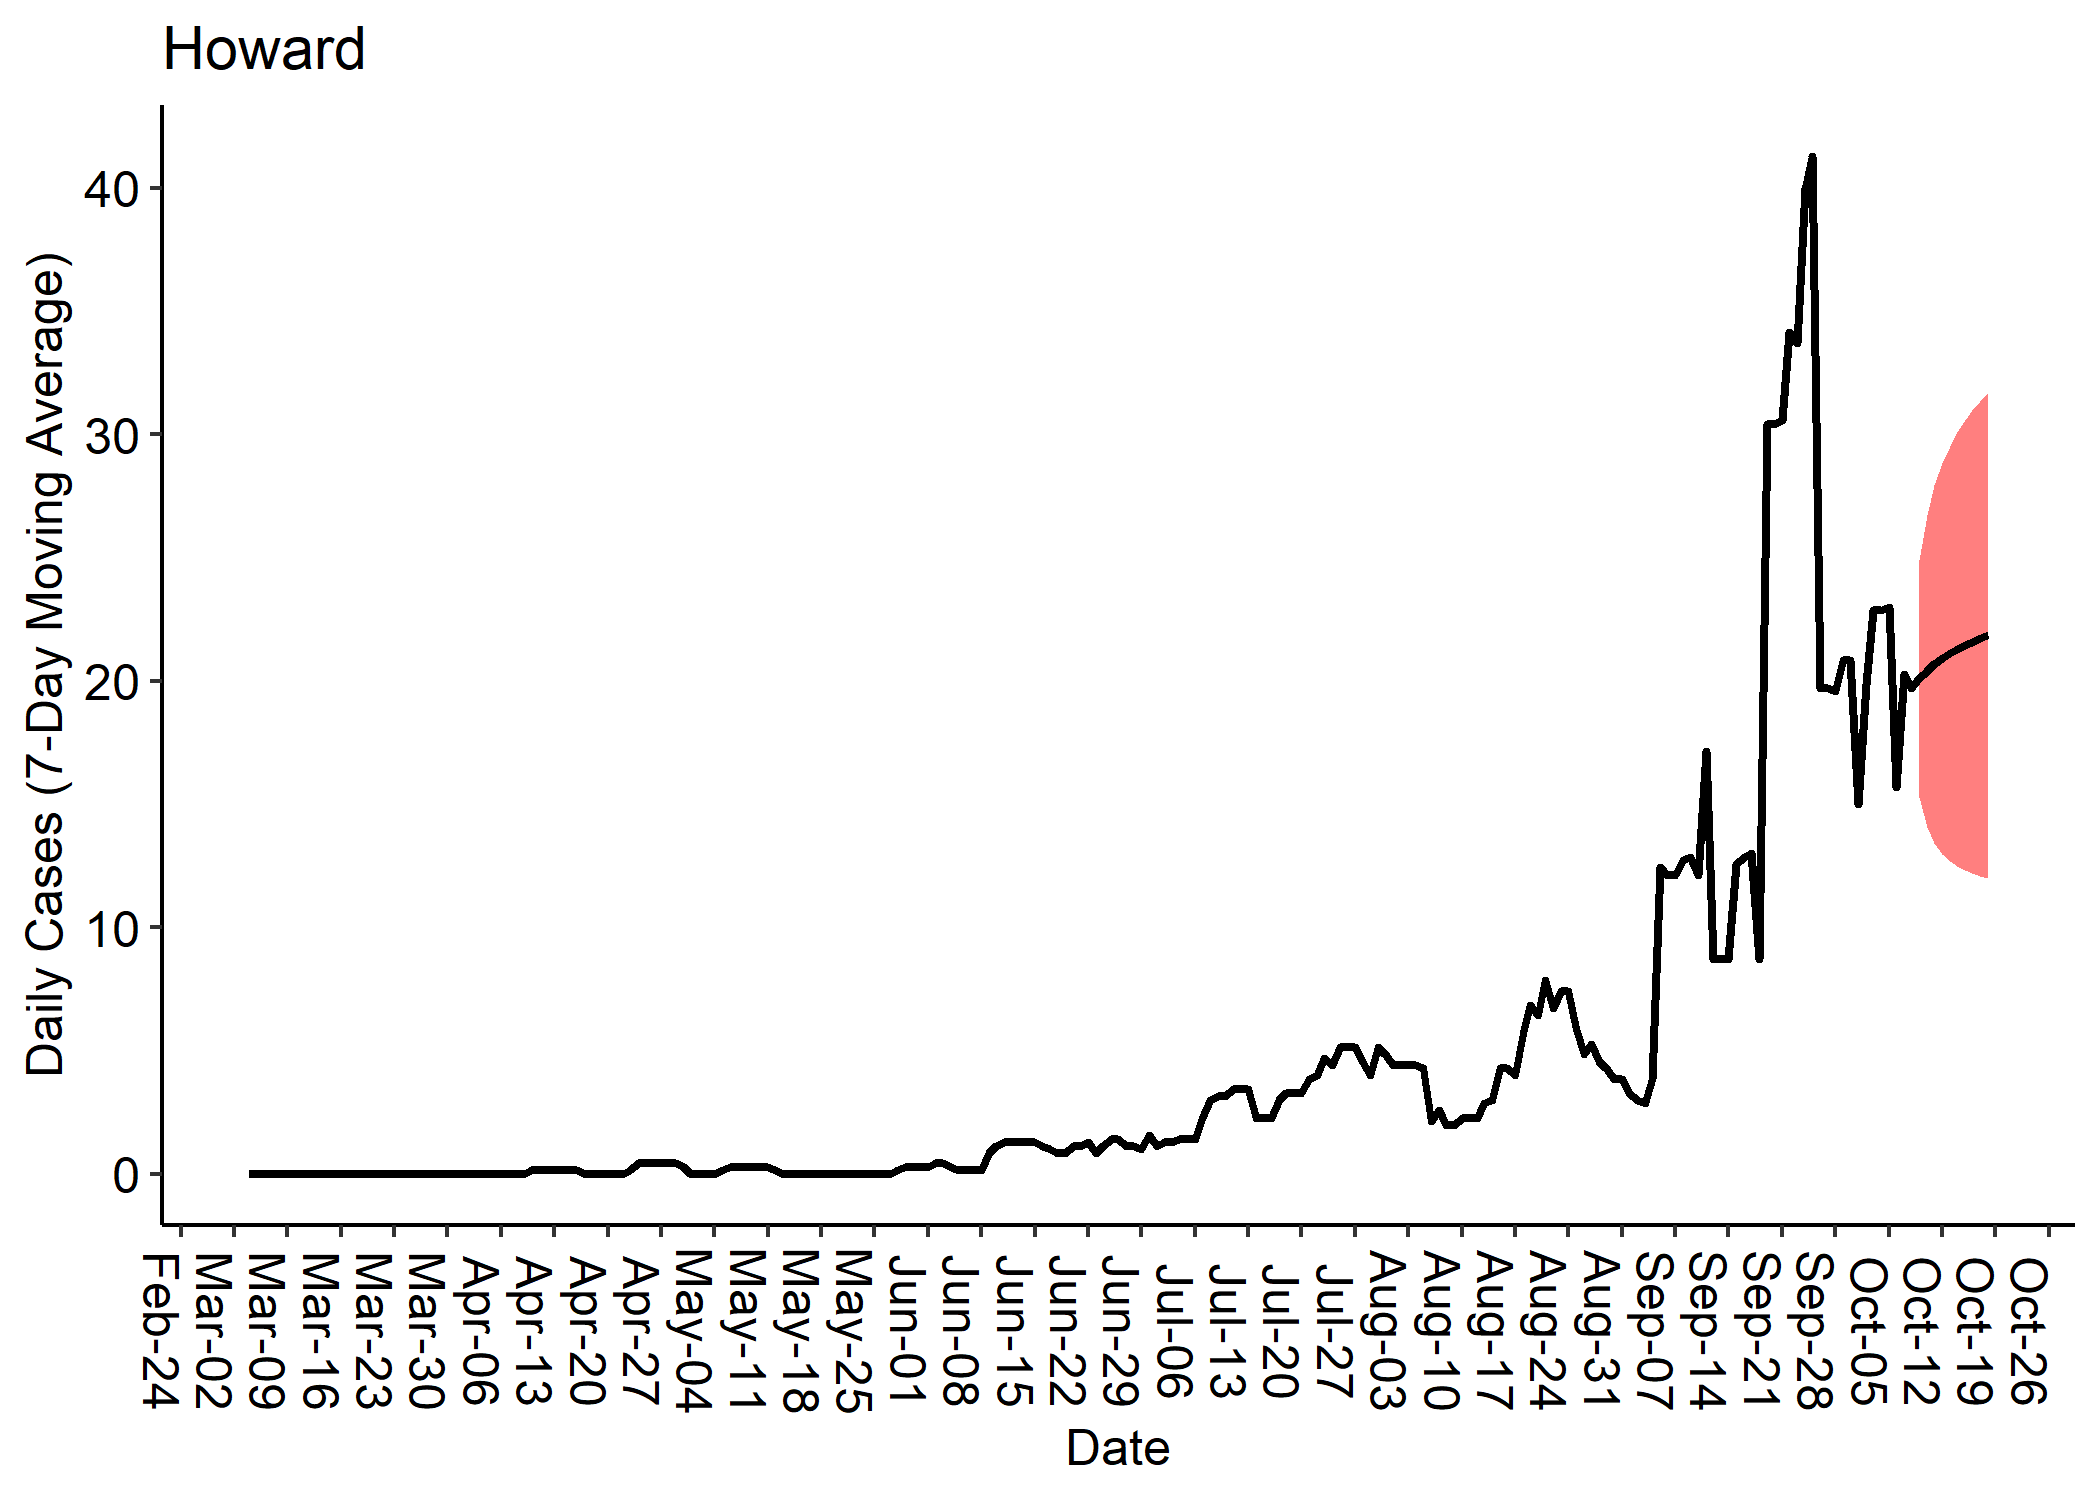 Howard
Daily Cases (7-Day Moving Average)
40
30
20
10
0
Feb-24
Mar-02
Mar-09
Mar-16
Mar-23
Mar-30
Apr-06
Apr-13
Apr-20
Apr-27
May-04
May-11
May-18
May-25
Jun-01
Jun-08
Jun-15
Jun-22
Jun-29
Jul-06
Jul-13
Jul-20
Jul-27
Aug-03
Aug-10
Aug-17
Aug-24
Aug-31
Sep-07
Sep-14
Sep-21
Sep-28
Oct-05
Oct-12
Oct-19
Oct-26
Date